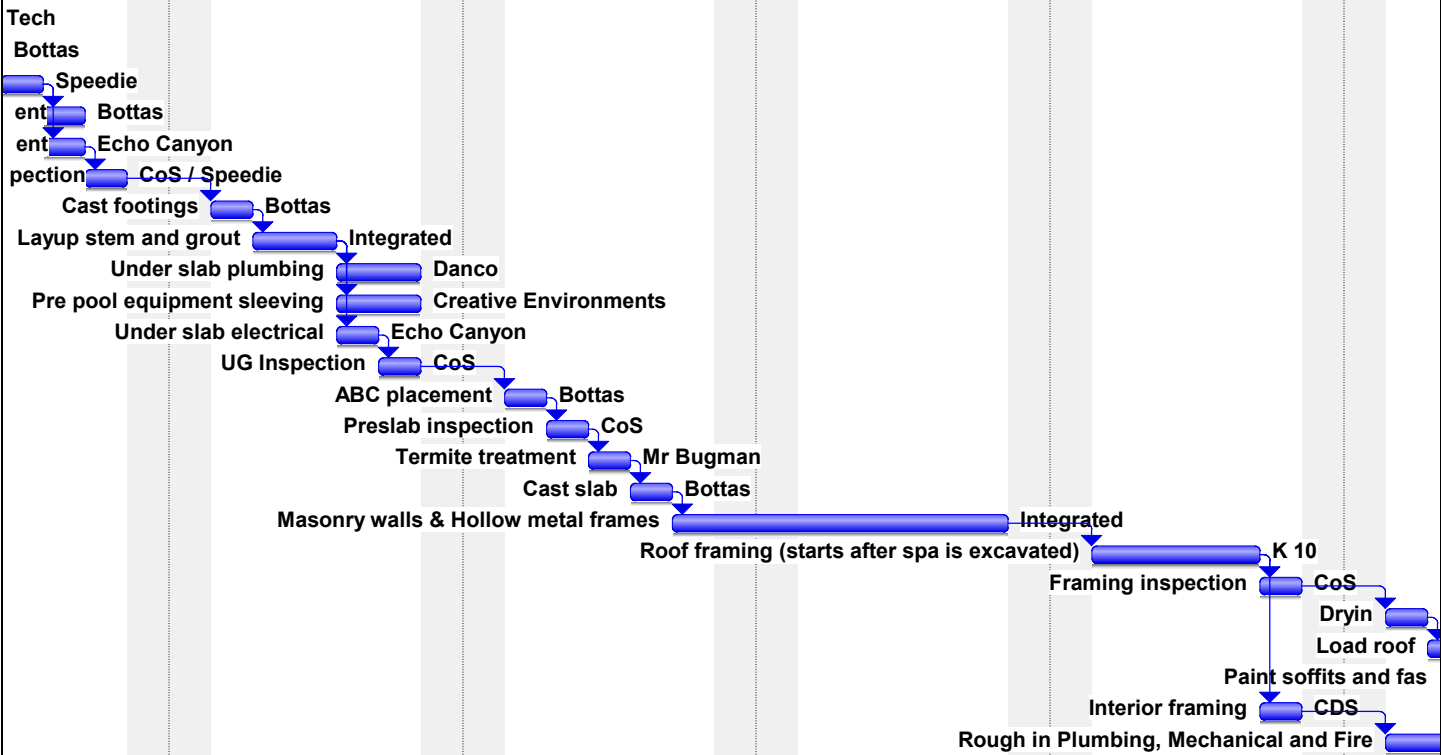 Tech
Bottas
Speedie
ent Bottas
ent Echo Canyon
pection CoS / Speedie
Cast footings Bottas
Layup stem and grout Integrated
Under slab plumbing Danco
Pre pool equipment sleeving Creative Environments
Under slab electrical Echo Canyon
UG Inspection CoS
ABC placement Bottas
Preslab inspection CoS
Termite treatment Mr Bugman
Cast slab Bottas
Masonry walls & Hollow metal frames Integrated
Roof framing (starts after spa is excavated) K 10
Framing inspection CoS
Dryin
Load roof
Paint soffits and fas
Interior framing CDS
Rough in Plumbing, Mechanical and Fire